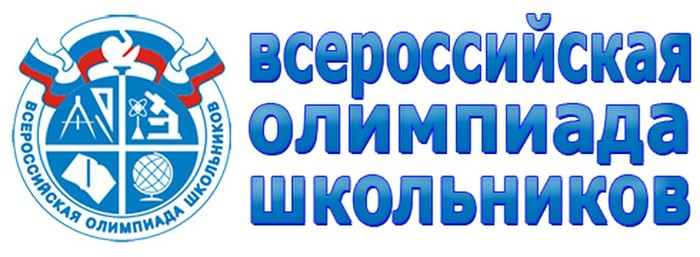 ВСЕРОССИЙСКАЯ ОЛИМПИАДА ШКОЛЬНИКОВ
всероссийская
олимпиада
школьников